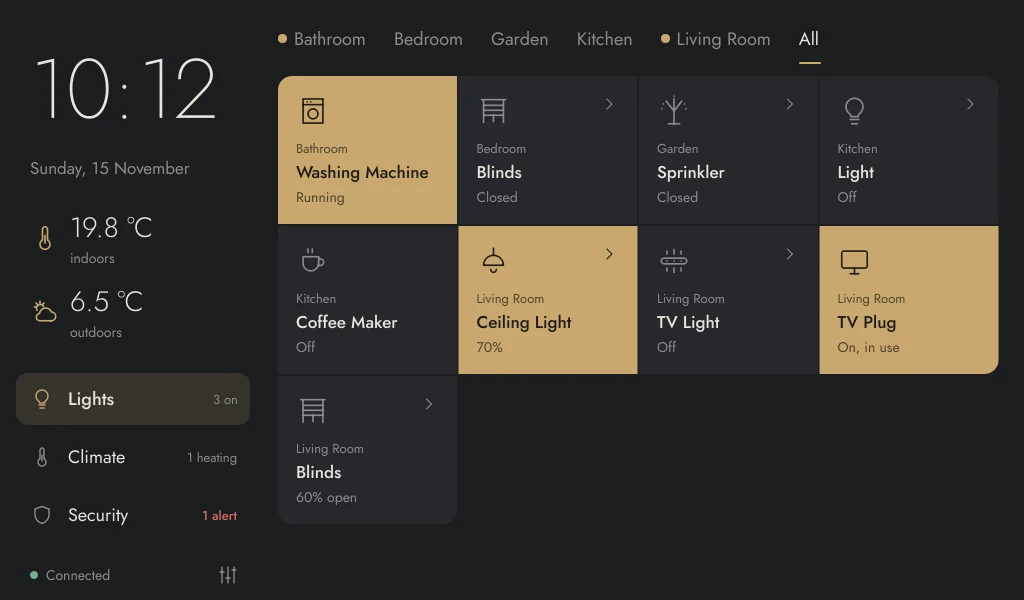 10:12
Sunday, 15 November
19.8 °C
indoors
6.5 °C
outdoors
Lights 3 on
Climate 1 heating
Security 1 alert
Connected
Bathroom Bedroom Garden Kitchen Living Room All
Bathroom
Washing Machine
Running
Bedroom
Blinds
Closed
Garden
Sprinkler
Closed
Kitchen
Light
Off
Kitchen
Coffee Maker
Off
Living Room
Ceiling Light
70%
Living Room
TV Light
Off
Living Room
TV Plug
On, in use
Living Room
Blinds
60% open